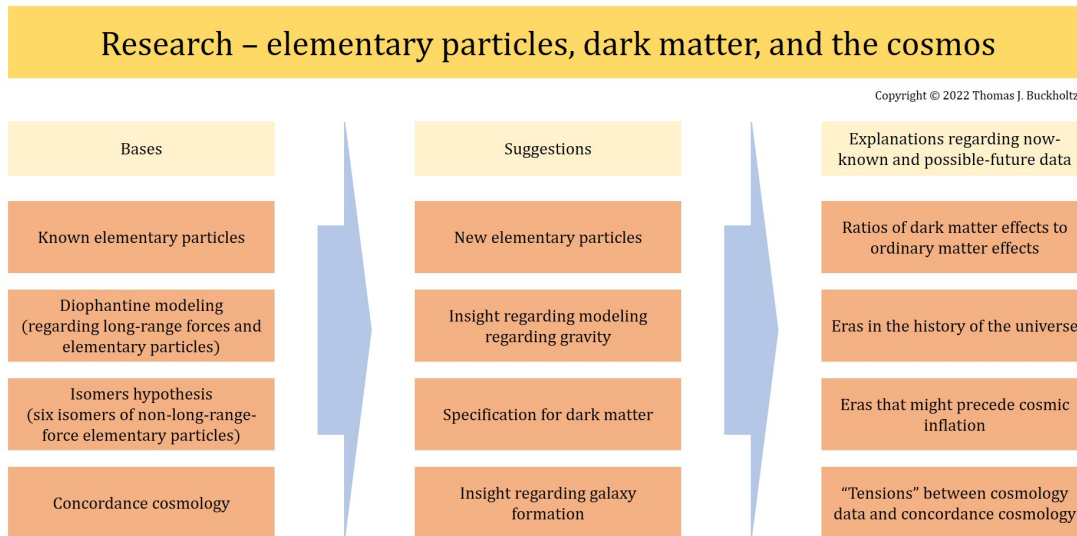 Research – elementary particles, dark matter, and the cosmos
Copyright © 2022 Thomas J. Buckholtz
Bases
Suggestions
Explanations regarding now-
known and possible-future data
Known elementary particles
New elementary particles
Ratios of dark matter effects to
ordinary matter effects
Diophantine modeling
(regarding long-range forces and
elementary particles)
Insight regarding modeling
regarding gravity
Eras in the history of the universe
Isomers hypothesis
(six isomers of non-long-range-
force elementary particles)
Specification for dark matter
Eras that might precede cosmic
inflation
Concordance cosmology
Insight regarding galaxy
formation
“Tensions” between cosmology
data and concordance cosmology